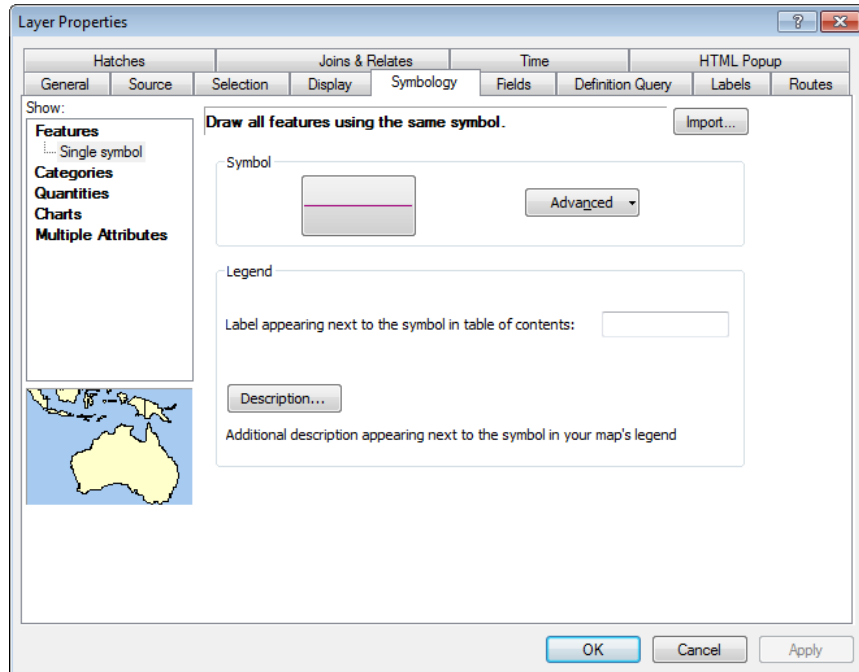 Layer Properties
?
Hatches
Joins & Relates
Time
HTML Popup
General
Source
Selection
Display
Symbology
Fields
Definition Query
Labels
Routes
Show:
Features
Single symbol
Categories
Quantities
Charts
Multiple Attributes
Draw all features using the same symbol.
Import...
Symbol
Advanced
Legend
Label appearing next to the symbol in table of contents:
Description...
Additional description appearing next to the symbol in your map's legend
OK
Cancel
Apply